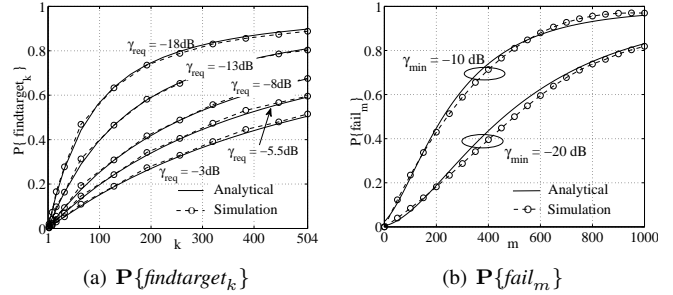 P{ findtarget_k }
1
0.8
0.6
0.4
0.2
0
γ_req = −18dB
γ_req = −13dB
γ_req = −8dB
γ_req = −5.5dB
γ_req = −3dB
Analytical
Simulation
1 100 200 300 400 504
k
(a) P{findtarget_k}
P{fail_m}
1
0.8
0.6
0.4
0.2
0
γ_min = −10 dB
γ_min = −20 dB
Analytical
Simulation
0 200 400 600 800 1000
m
(b) P{fail_m}